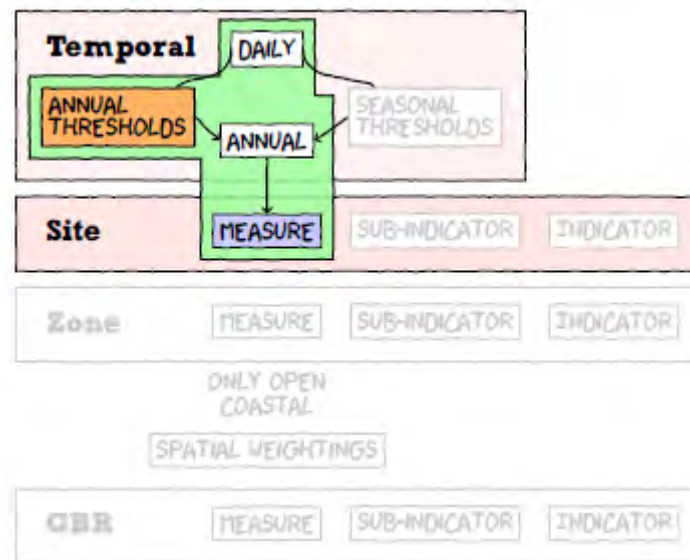 Temporal
DAILY
ANNUAL
THRESHOLDS
SEASONAL
THRESHOLDS
ANNUAL
Site
MEASURE
SUB-INDICATOR
INDICATOR
Zone
MEASURE
SUB-INDICATOR
INDICATOR
ONLY OPEN
COASTAL
SPATIAL WEIGHTINGS
GBR
MEASURE
SUB-INDICATOR
INDICATOR